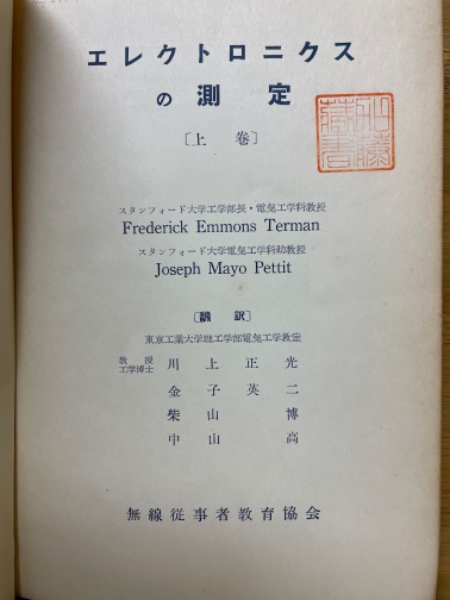 エレクトロニクス
の測定
〔上巻〕
加藤蔵書
スタンフォード大学工学部長・電気工学科教授
Frederick Emmons Terman
スタンフォード大学電気工学科助教授
Joseph Mayo Pettit
〔翻訳〕
東京工業大学理工学部電気工学教室
教授
工学博士 川上正光
金子英二
柴山博
中山高
無線従事者教育協会